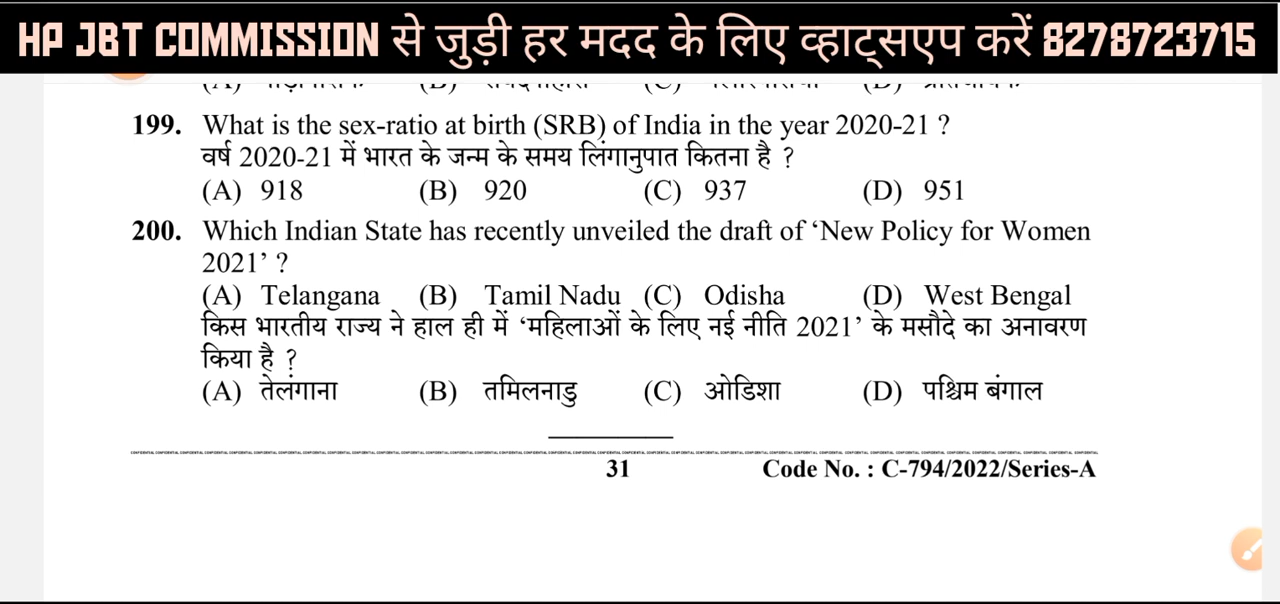 HP JBT COMMISSION से जुड़ी हर मदद के लिए व्हाट्सएप करें 8278723715
199. What is the sex-ratio at birth (SRB) of India in the year 2020-21 ?
वर्ष 2020-21 में भारत के जन्म के समय लिंगानुपात कितना है ?
(A) 918 (B) 920 (C) 937 (D) 951
200. Which Indian State has recently unveiled the draft of ‘New Policy for Women
2021’ ?
(A) Telangana (B) Tamil Nadu (C) Odisha (D) West Bengal
किस भारतीय राज्य ने हाल ही में ‘महिलाओं के लिए नई नीति 2021’ के मसौदे का अनावरण
किया है ?
(A) तेलंगाना (B) तमिलनाडु (C) ओडिशा (D) पश्चिम बंगाल
31 Code No. : C-794/2022/Series-A